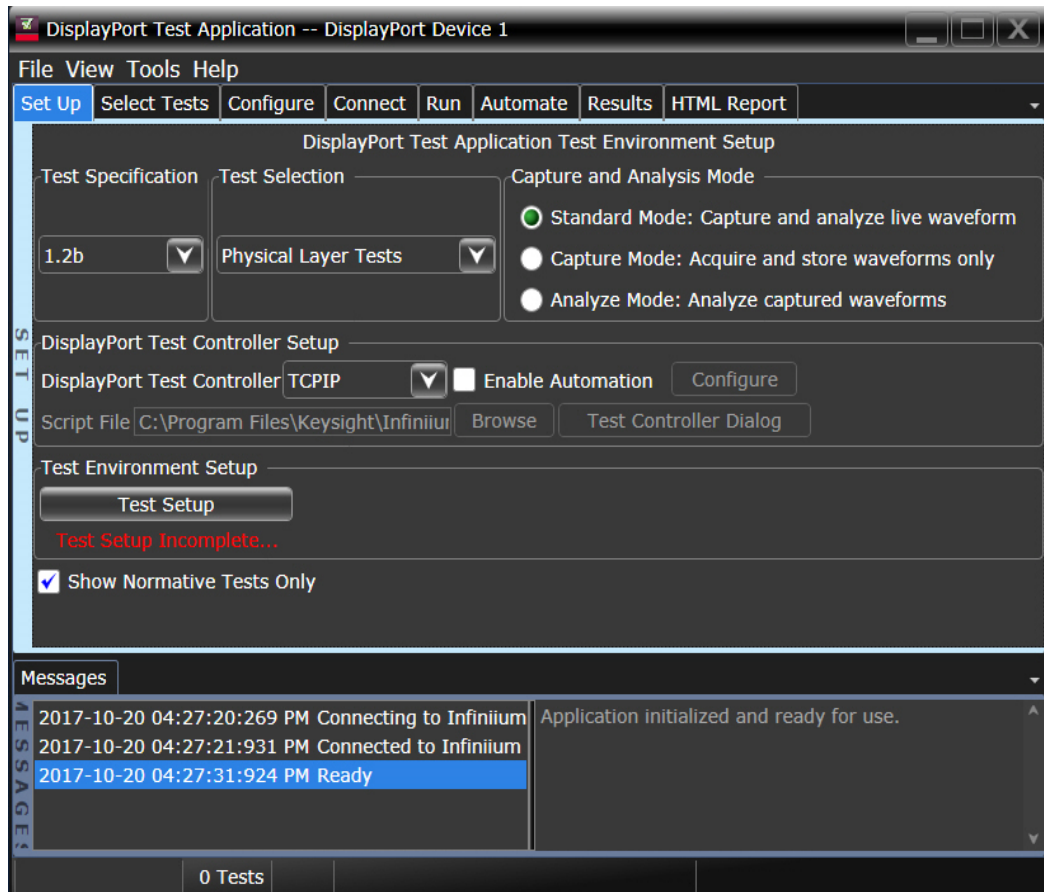 DisplayPort Test Application -- DisplayPort Device 1
File View Tools Help
Set Up Select Tests Configure Connect Run Automate Results HTML Report
DisplayPort Test Application Test Environment Setup
Test Specification Test Selection Capture and Analysis Mode
Standard Mode: Capture and analyze live waveform
1.2b Physical Layer Tests Capture Mode: Acquire and store waveforms only
Analyze Mode: Analyze captured waveforms
SET UP
DisplayPort Test Controller Setup
DisplayPort Test Controller TCPIP Enable Automation Configure
Script File C:\Program Files\Keysight\Infiniiu Browse Test Controller Dialog
Test Environment Setup
Test Setup
Test Setup Incomplete...
Show Normative Tests Only
Messages
MESSAGES
2017-10-20 04:27:20:269 PM Connecting to Infiniium Application initialized and ready for use.
2017-10-20 04:27:21:931 PM Connected to Infiniium
2017-10-20 04:27:31:924 PM Ready
0 Tests